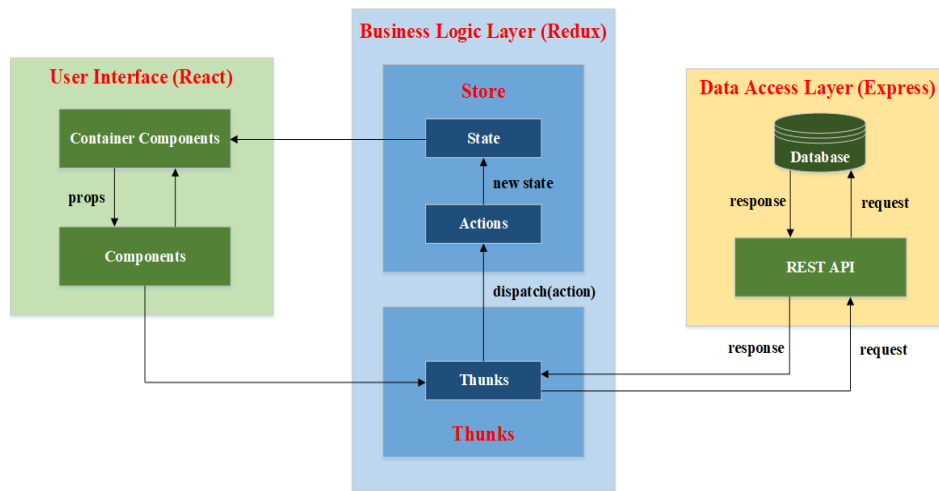 Business Logic Layer (Redux)
User Interface (React)
Store
Data Access Layer (Express)
Container Components
State
Database
props
new state
response
request
Components
Actions
REST API
dispatch(action)
response
request
Thunks
Thunks